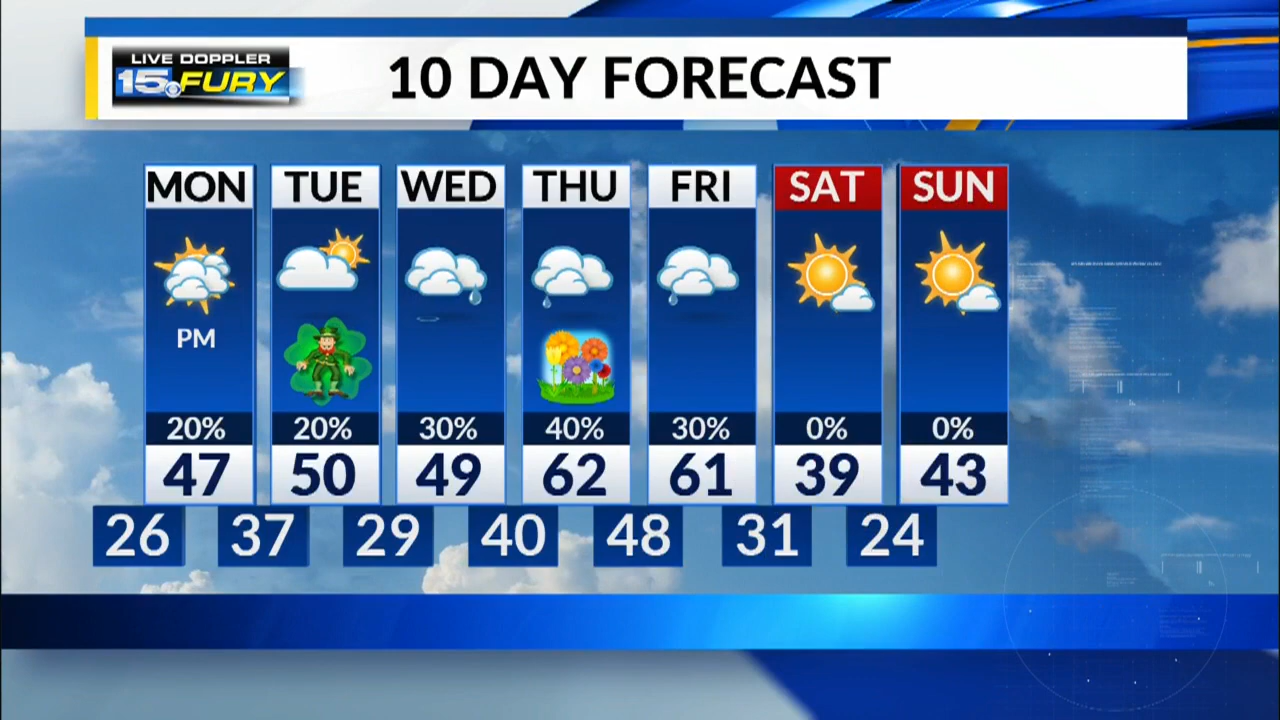 LIVE DOPPLER
15 FURY
10 DAY FORECAST
MON TUE WED THU FRI SAT SUN
PM
20% 20% 30% 40% 30% 0% 0%
47 50 49 62 61 39 43
26 37 29 40 48 31 24